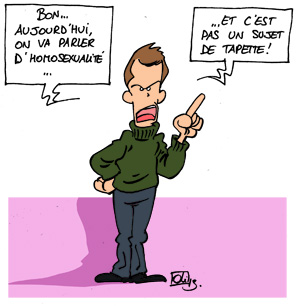 BON...
AUJOURD'HUI,
ON VA PARLER
D'HOMOSEXUALITÉ
...
...ET C'EST
PAS UN SUJET
DE TAPETTE!